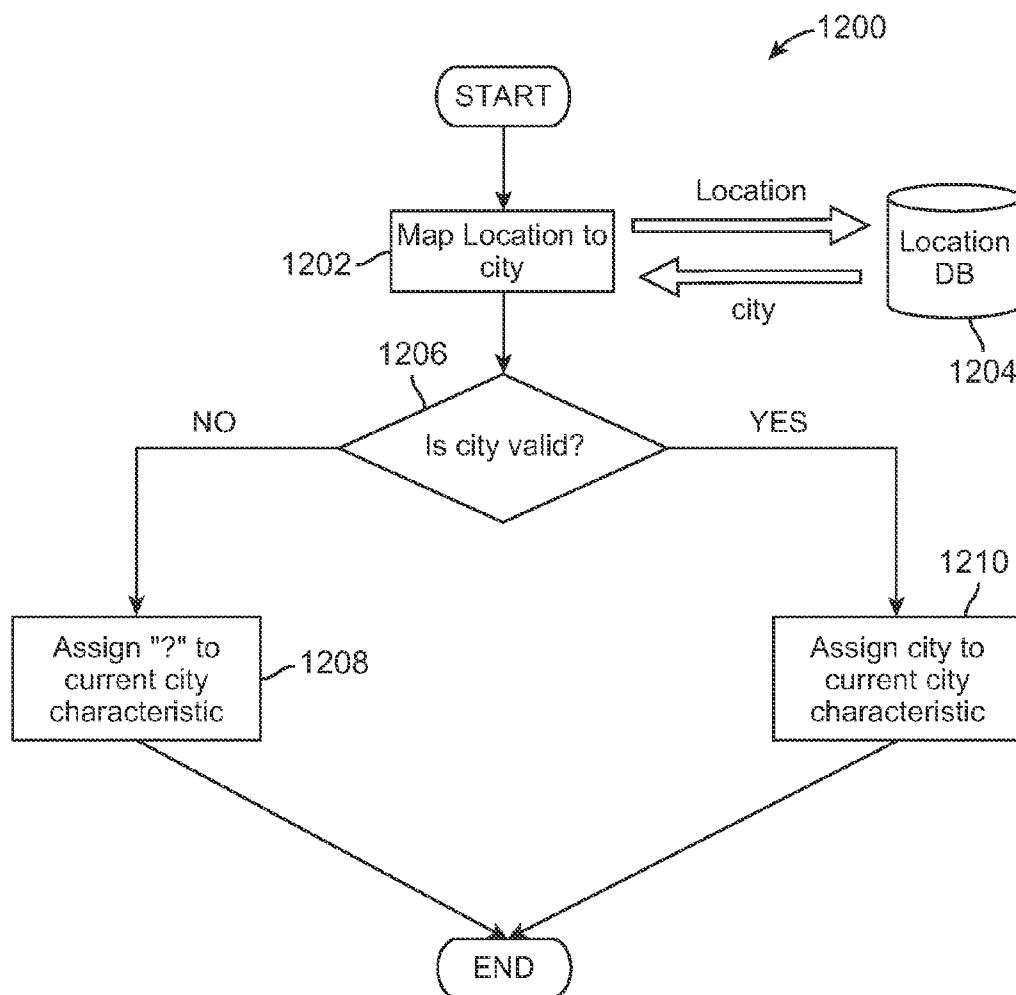 1200
START
Location
Map Location to
city
1202
Location
DB
city
1204
1206
NO
Is city valid?
YES
1210
Assign "?" to
current city
characteristic
1208
Assign city to
current city
characteristic
END